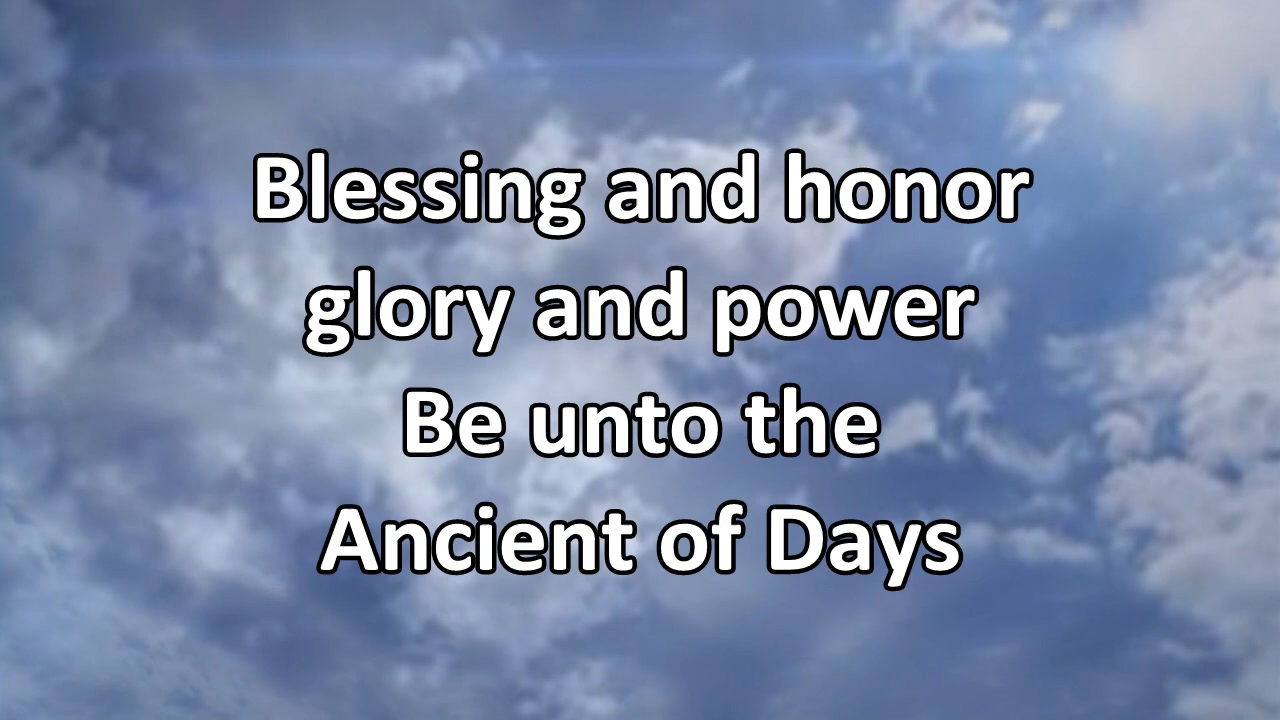 Blessing and honor
glory and power
Be unto the
Ancient of Days